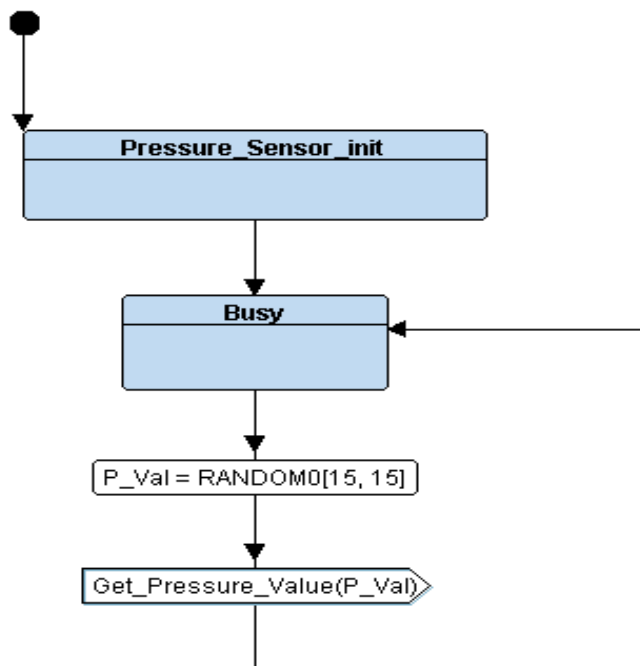 Pressure_Sensor_init
Busy
P_Val = RANDOM0[15, 15]
Get_Pressure_Value(P_Val)